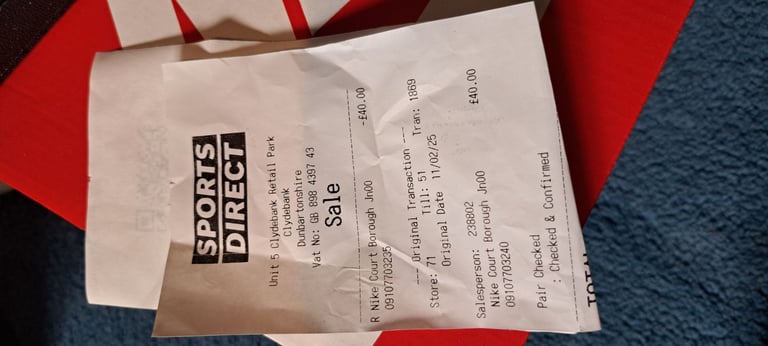 SPORTS
DIRECT
Unit 5 Clydebank Retail Park
Clydebank
Dunbartonshire
Vat No: GB 898 4397 43
Sale
R Nike Court Borough Jn00 -£40.00
09107703235
--- Original Transaction ---
Store: 71 Till: 51 Tran: 1869
Original Date 11/02/25
Salesperson: 238802
Nike Court Borough Jn00 £40.00
09107703240
Pair Checked
: Checked & Confirmed